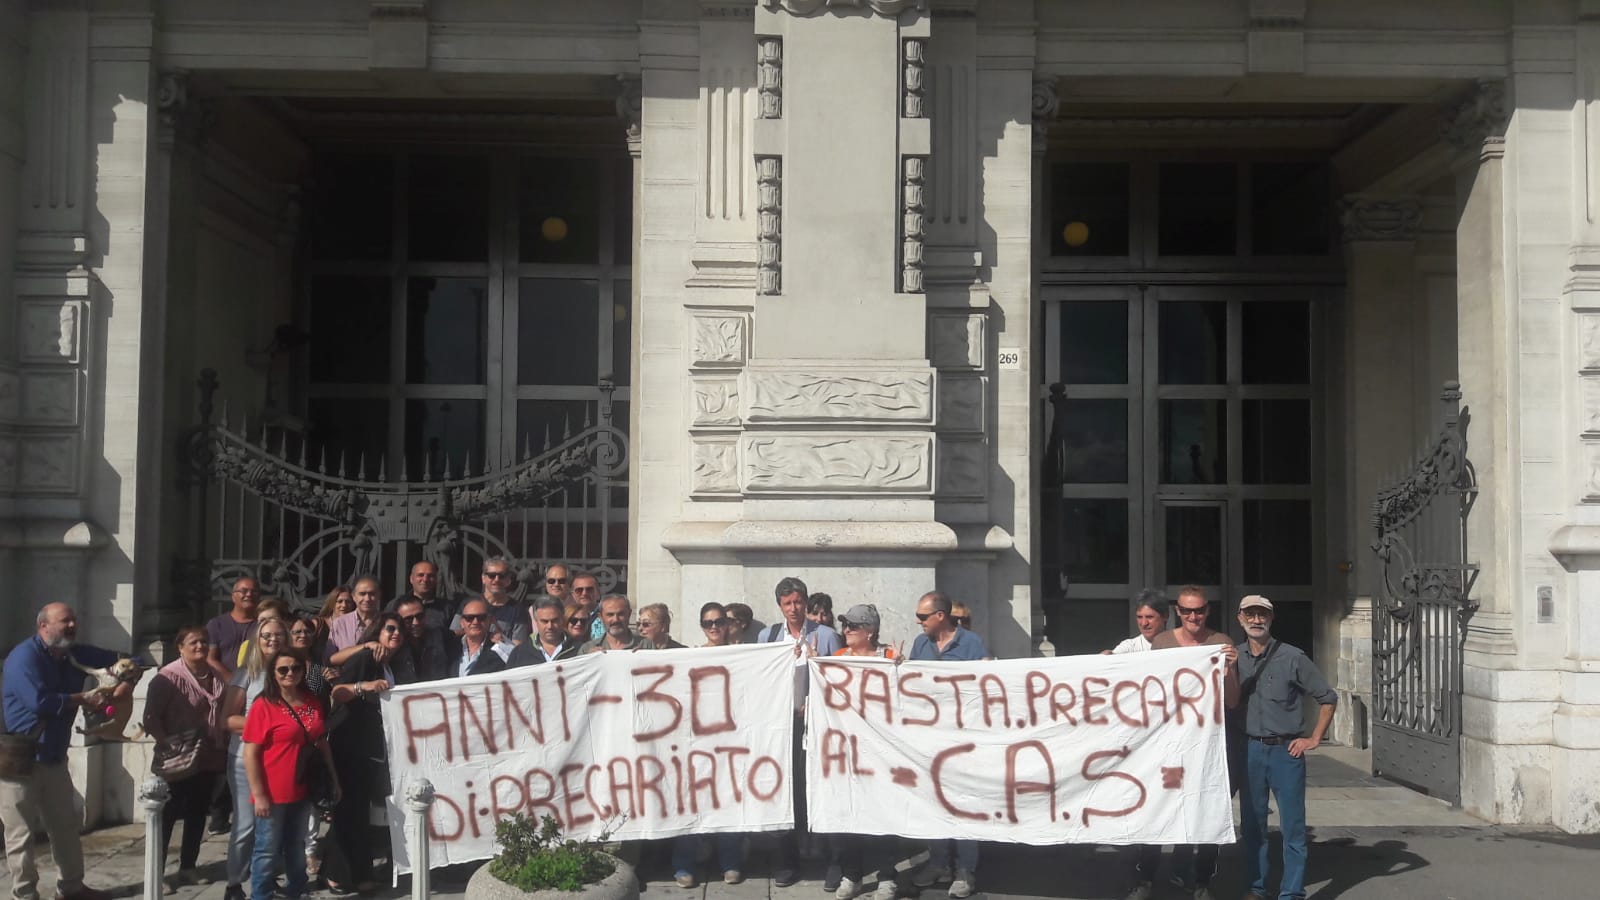 269
ANNI - 30
DI-PRECARIATO
BASTA.PRECARI
AL = C.A.S =